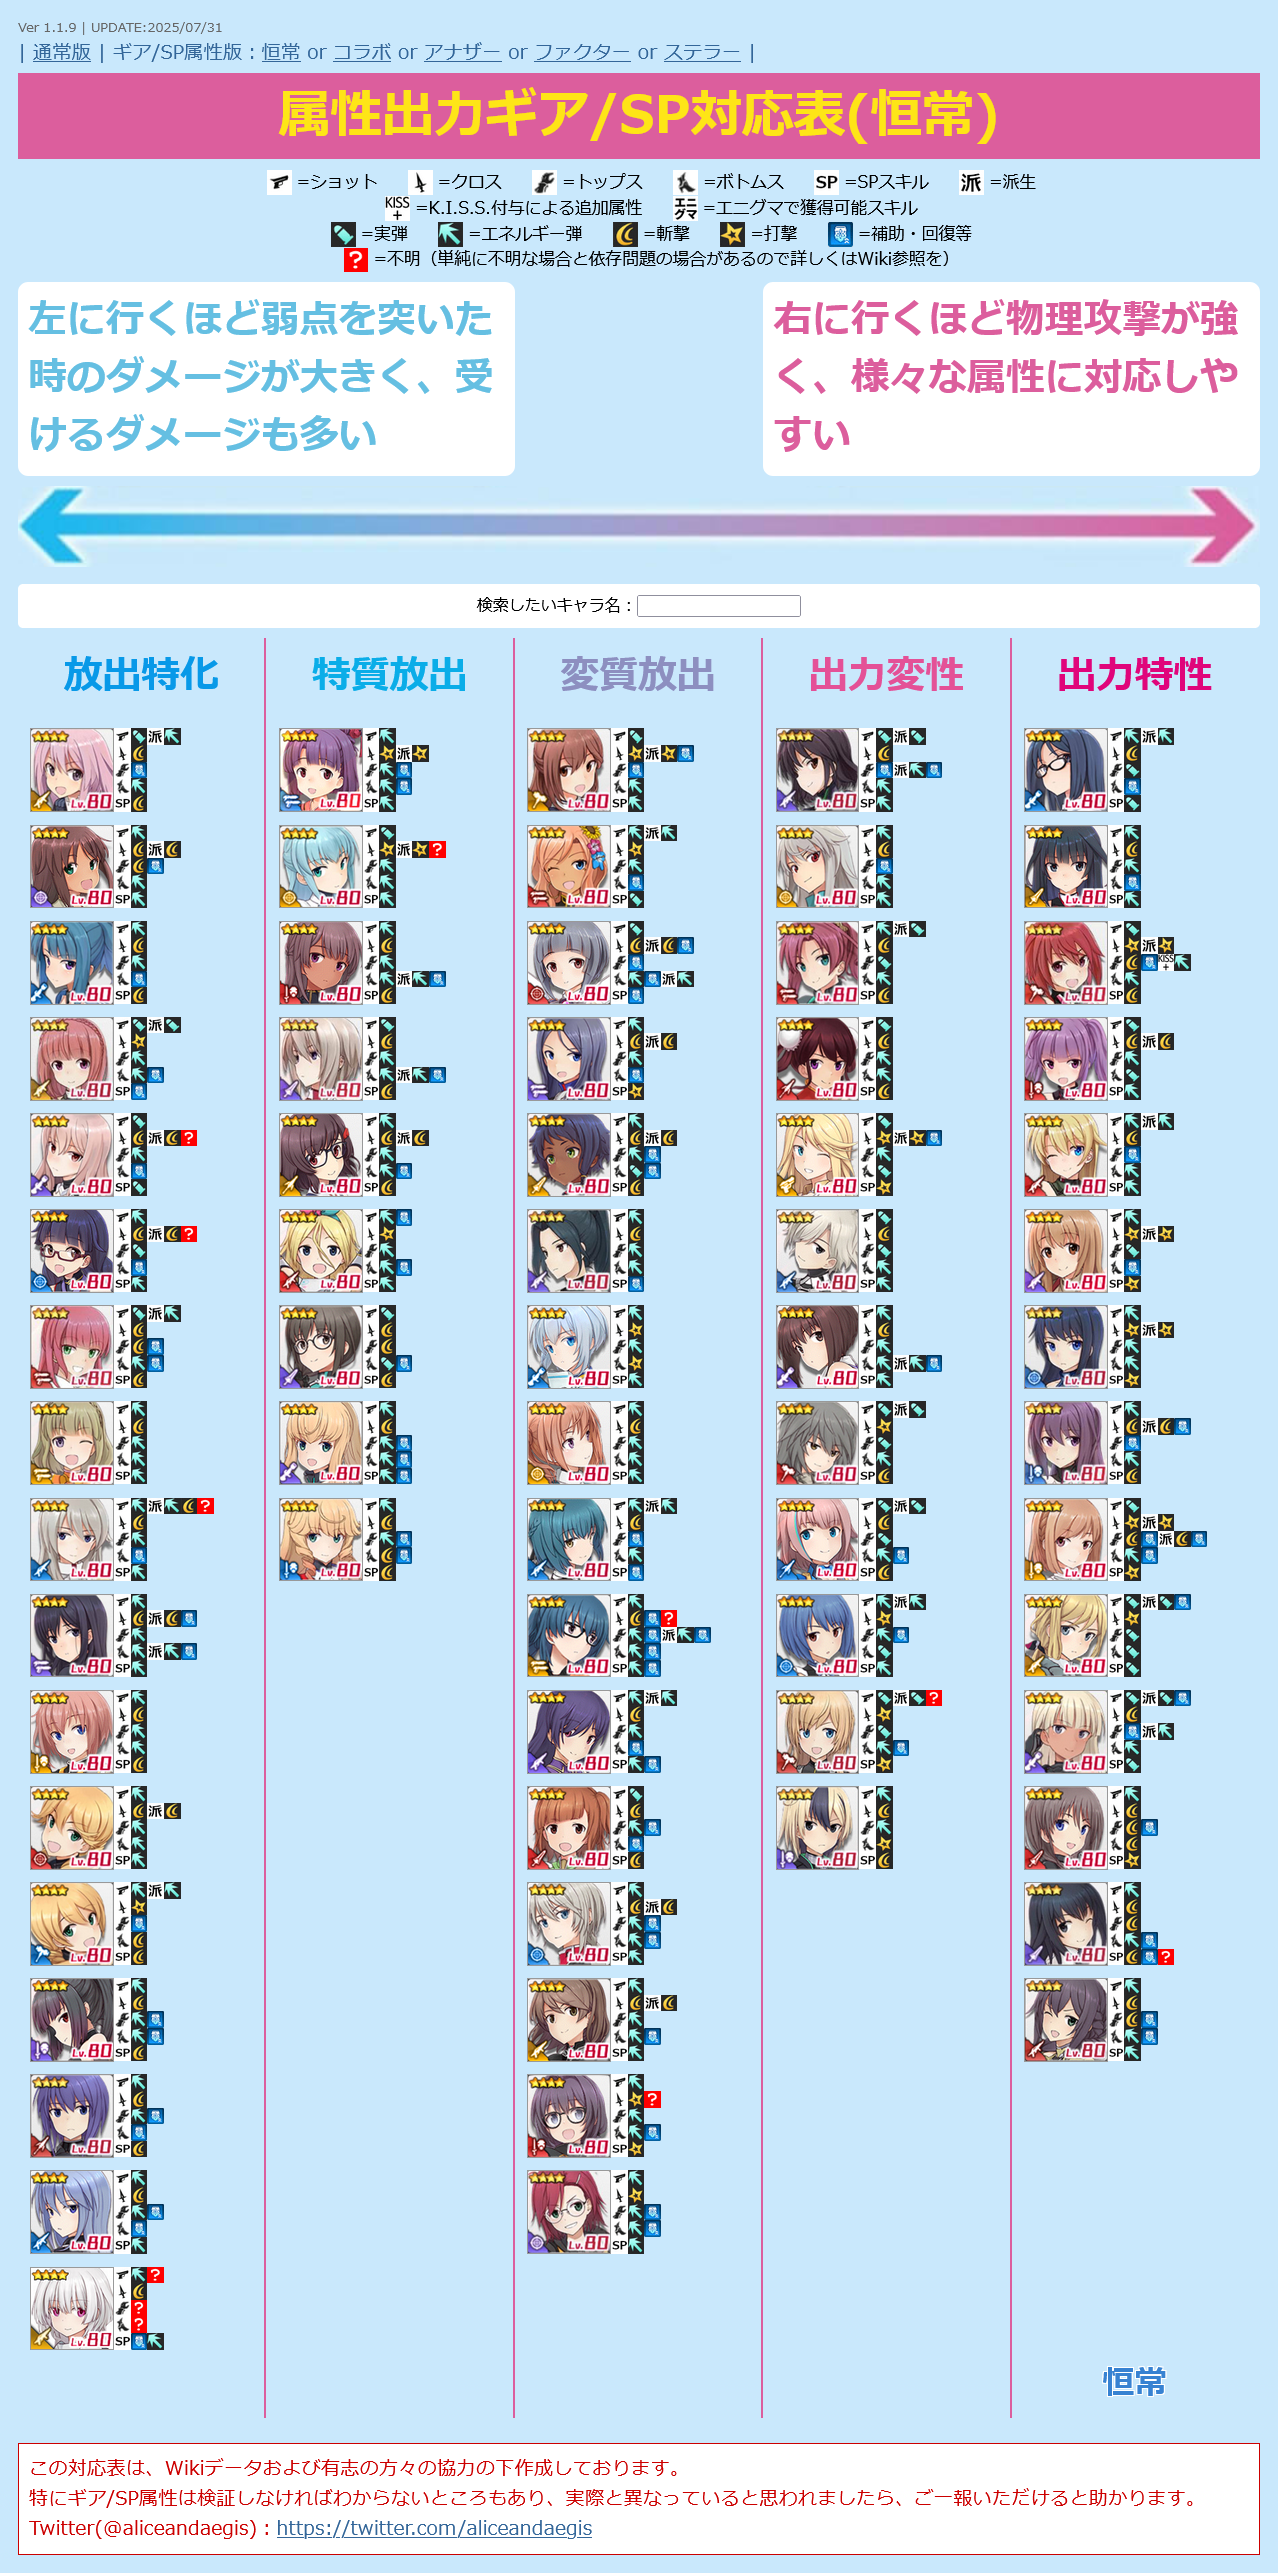 Ver 1.1.9 | UPDATE:2025/07/31
| 通常版 | ギア/SP属性版：恒常 or コラボ or アナザー or ファクター or ステラー |
属性出力ギア/SP対応表(恒常)
=ショット =クロス =トップス =ボトムス SP =SPスキル 派 =派生
KISS+ =K.I.S.S.付与による追加属性 エニグマ =エニグマで獲得可能スキル
=実弾 =エネルギー弾 =斬撃 =打撃 =補助・回復等
? =不明（単純に不明な場合と依存問題の場合があるので詳しくはWiki参照を）
左に行くほど弱点を突いた
時のダメージが大きく、受
けるダメージも多い
右に行くほど物理攻撃が強
く、様々な属性に対応しや
すい
検索したいキャラ名：
放出特化 特質放出 変質放出 出力変性 出力特性
恒常
この対応表は、Wikiデータおよび有志の方々の協力の下作成しております。
特にギア/SP属性は検証しなければわからないところもあり、実際と異なっていると思われましたら、ご一報いただけると助かります。
Twitter(@aliceandaegis)：https://twitter.com/aliceandaegis